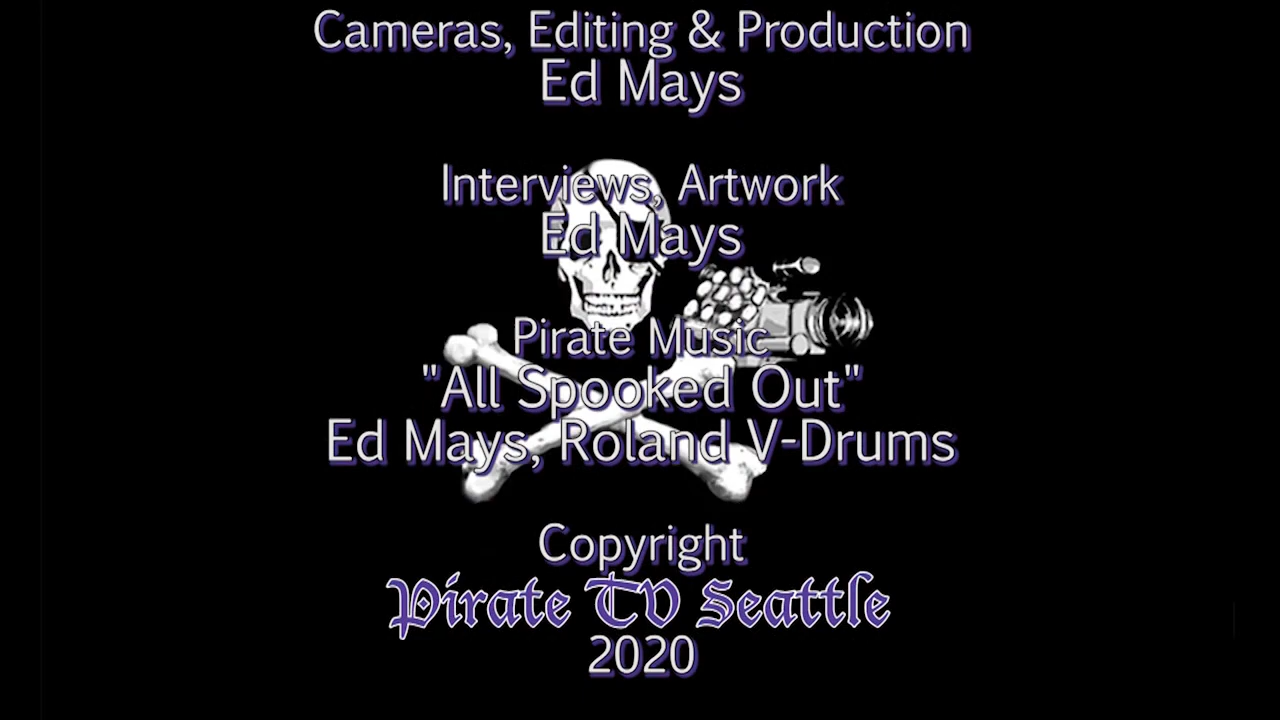 Cameras, Editing & Production
Ed Mays
Interviews, Artwork
Ed Mays
Pirate Music
"All Spooked Out"
Ed Mays, Roland V-Drums
Copyright
Pirate TV Seattle
2020